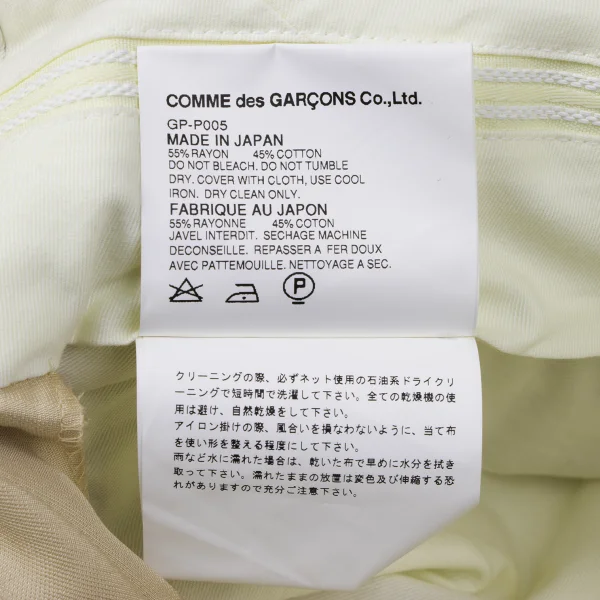 COMME des GARÇONS Co.,Ltd.
GP-P005
MADE IN JAPAN
55% RAYON 45% COTTON
DO NOT BLEACH. DO NOT TUMBLE
DRY. COVER WITH CLOTH, USE COOL
IRON. DRY CLEAN ONLY.
FABRIQUE AU JAPON
55% RAYONNE 45% COTON
JAVEL INTERDIT. SECHAGE MACHINE
DECONSEILLE. REPASSER A FER DOUX
AVEC PATTEMOUILLE. NETTOYAGE A SEC.
P
クリーニングの際、必ずネット使用の石油系ドライクリ
ーニングで短時間で洗濯して下さい。全ての乾燥機の使
用は避け、自然乾燥をして下さい。
アイロン掛けの際、風合いを損なわないように、当て布
を使い形を整える程度にして下さい。
雨など水に濡れた場合は、乾いた布で早めに水分を拭き
取って下さい。濡れたままの放置は変色及び伸縮する恐
れがありますので充分ご注意下さい。